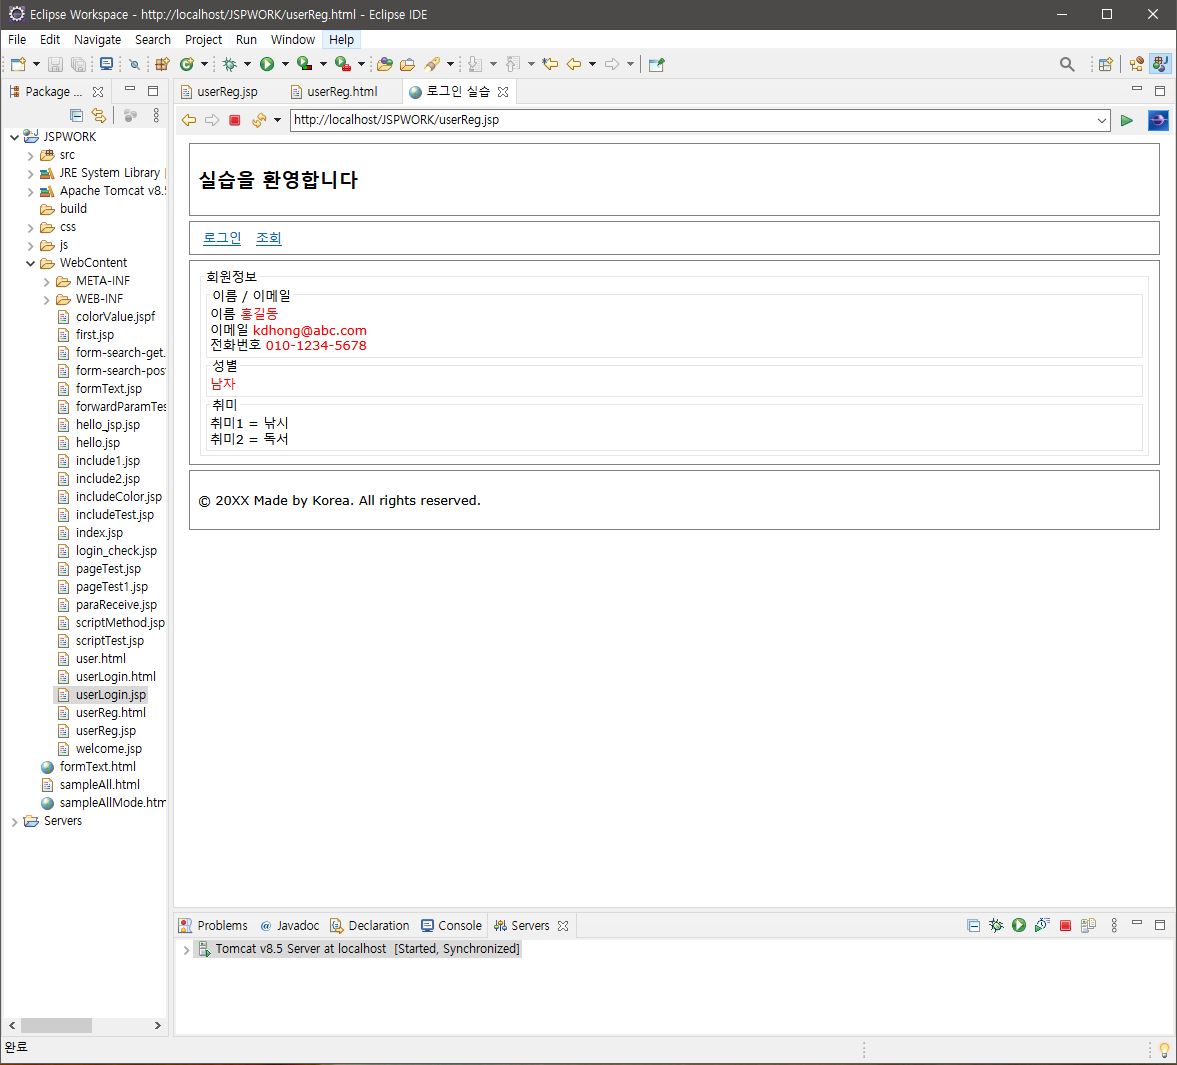 Eclipse Workspace - http://localhost/JSPWORK/userReg.html - Eclipse IDE
File Edit Navigate Search Project Run Window Help
Package ...
userReg.jsp userReg.html 로그인 실습
http://localhost/JSPWORK/userReg.jsp
JSPWORK
src
JRE System Library
Apache Tomcat v8.5
build
css
js
WebContent
META-INF
WEB-INF
colorValue.jspf
first.jsp
form-search-get.
form-search-pos
formText.jsp
forwardParamTes
hello_jsp.jsp
hello.jsp
include1.jsp
include2.jsp
includeColor.jsp
includeTest.jsp
index.jsp
login_check.jsp
pageTest.jsp
pageTest1.jsp
paraReceive.jsp
scriptMethod.jsp
scriptTest.jsp
user.html
userLogin.html
userLogin.jsp
userReg.html
userReg.jsp
welcome.jsp
formText.html
sampleAll.html
sampleAllMode.htm
Servers
실습을 환영합니다
로그인 조회
회원정보
이름 / 이메일
이름 홍길동
이메일 kdhong@abc.com
전화번호 010-1234-5678
성별
남자
취미
취미1 = 낚시
취미2 = 독서
© 20XX Made by Korea. All rights reserved.
Problems @ Javadoc Declaration Console Servers
Tomcat v8.5 Server at localhost [Started, Synchronized]
완료